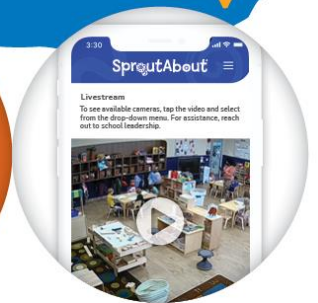 3:30
SproutAbout
Livestream
To see available cameras, tap the video and select
from the drop-down menu. For assistance, reach
out to school leadership.